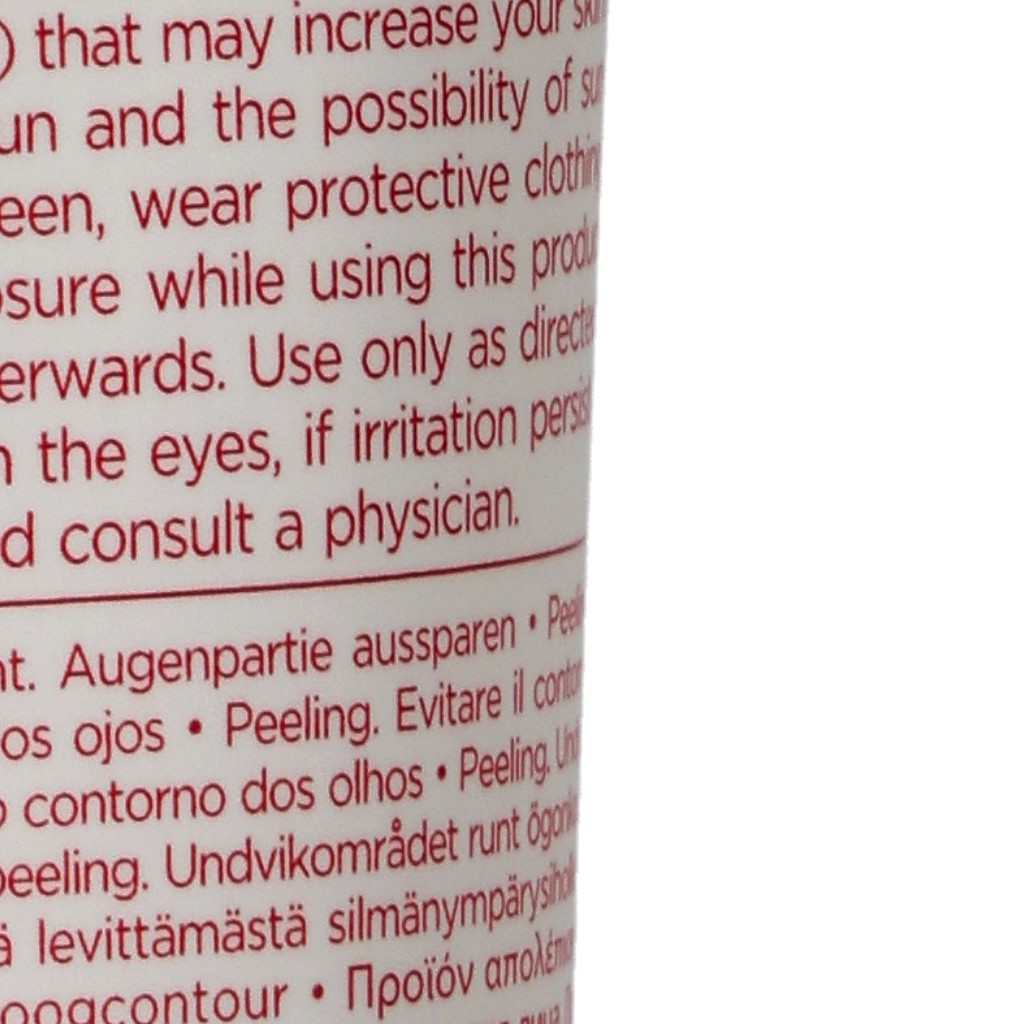 ) that may increase your
un and the possibility of
een, wear protective
osure while using this
erwards. Use only as
n the eyes, if irritation
d consult a physician.
nt. Augenpartie aussparen •
os ojos • Peeling. Evitare il
o contorno dos olhos • Peeling.
peeling. Undvikområdet runt
ä levittämästä
oogcontour • Προϊόν